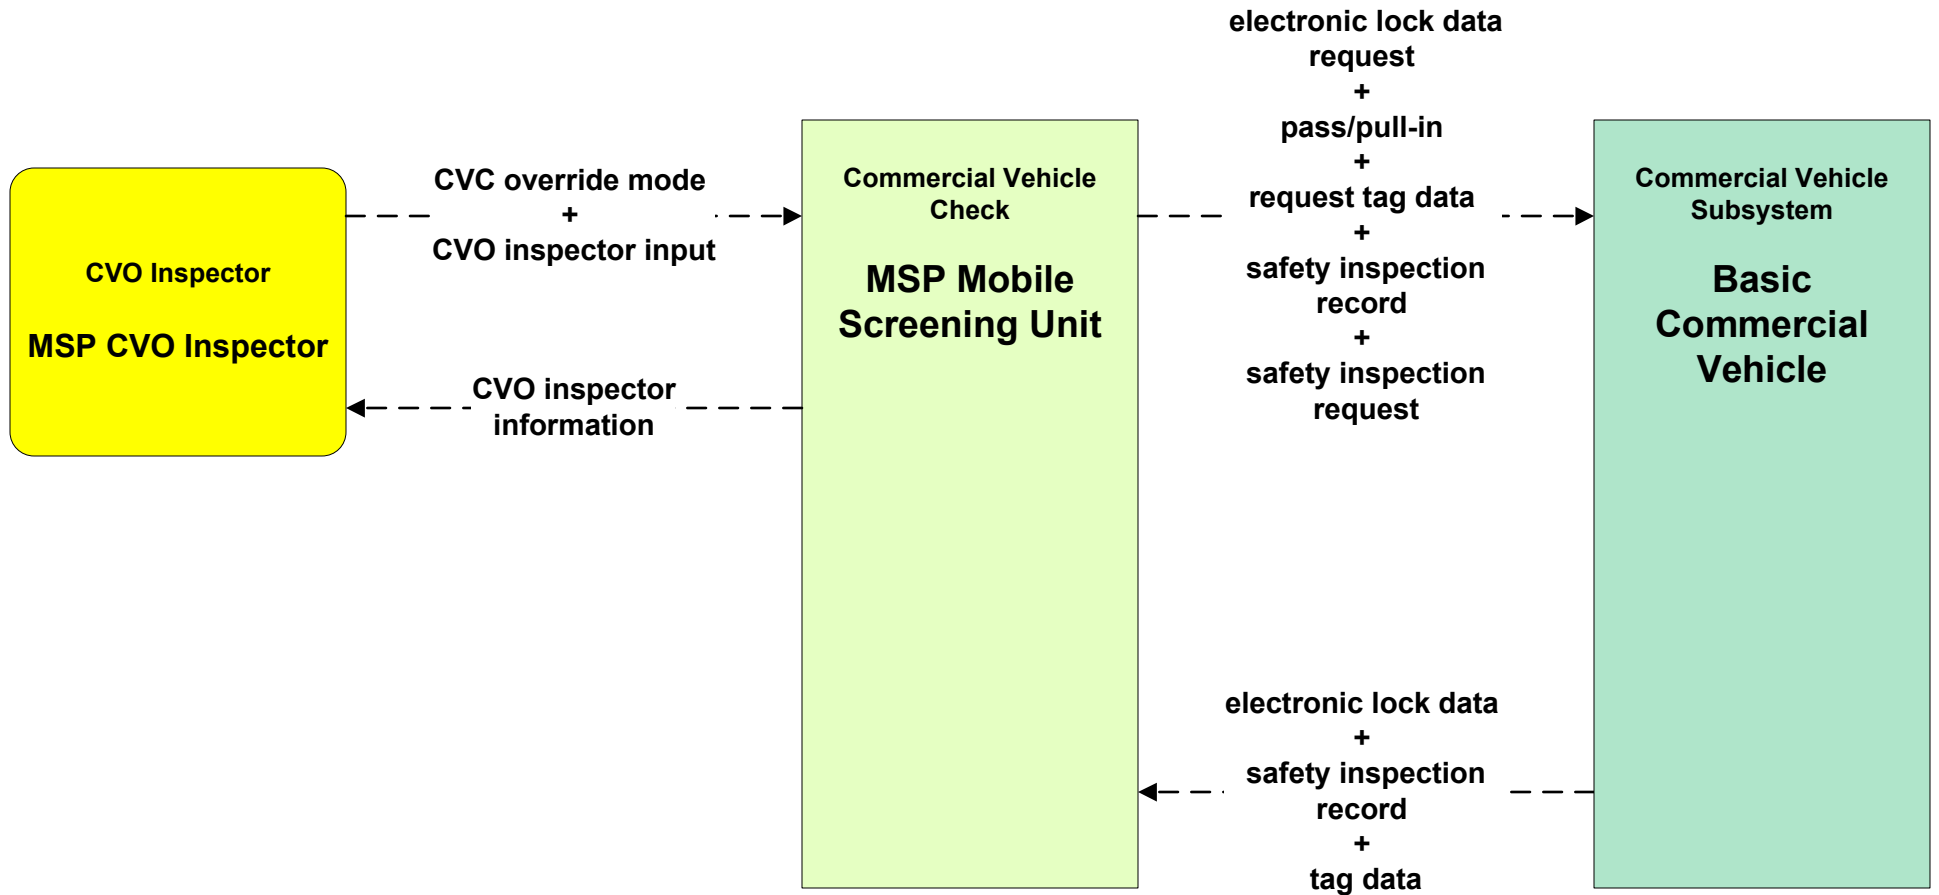 CVO Inspector
MSP CVO Inspector
CVC override mode
+
CVO inspector input
CVO inspector
information
Commercial Vehicle
Check
MSP Mobile
Screening Unit
electronic lock data
request
+
pass/pull-in
+
request tag data
+
safety inspection
record
+
safety inspection
request
electronic lock data
+
safety inspection
record
+
tag data
Commercial Vehicle
Subsystem
Basic
Commercial
Vehicle